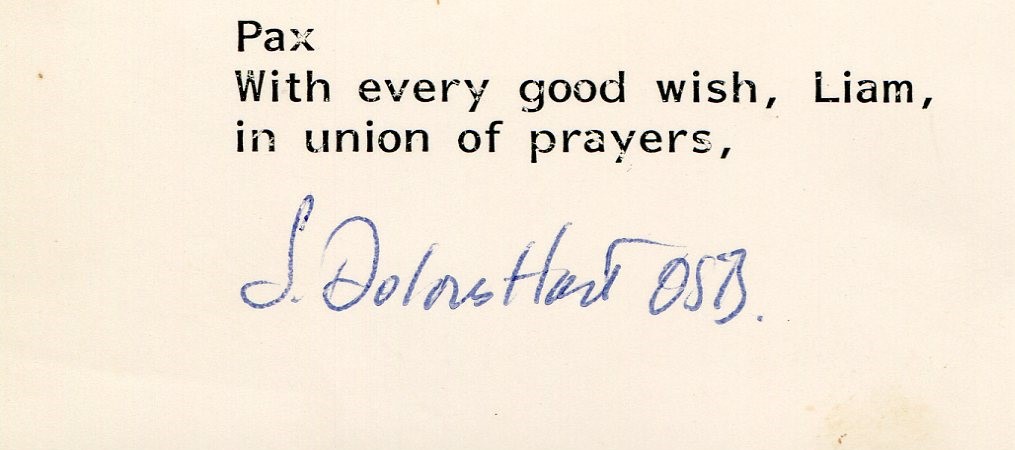 Pax
With every good wish, Liam,
in union of prayers,
S. Dolores Hart OSB.